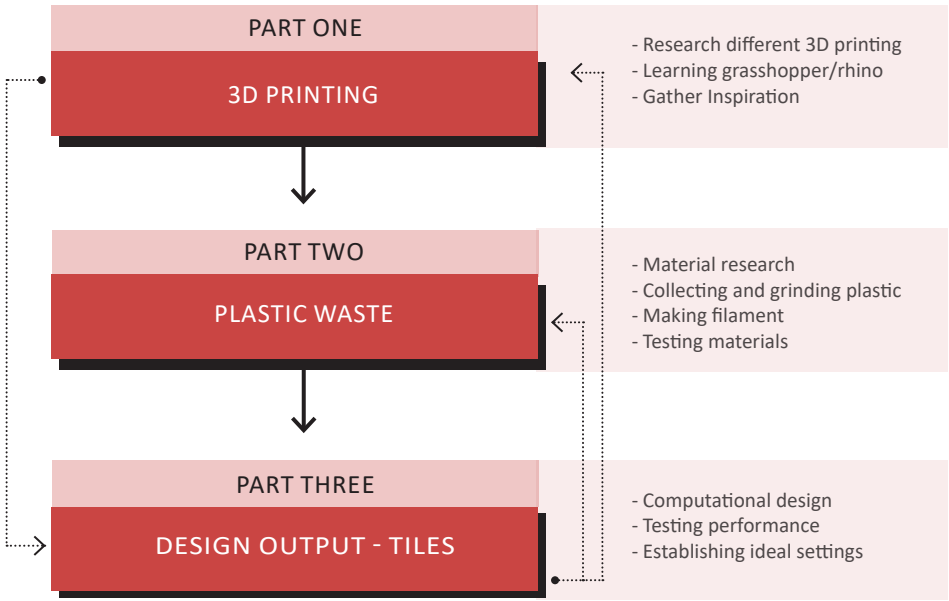 PART ONE
3D PRINTING
- Research different 3D printing
- Learning grasshopper/rhino
- Gather Inspiration
PART TWO
PLASTIC WASTE
- Material research
- Collecting and grinding plastic
- Making filament
- Testing materials
PART THREE
DESIGN OUTPUT - TILES
- Computational design
- Testing performance
- Establishing ideal settings